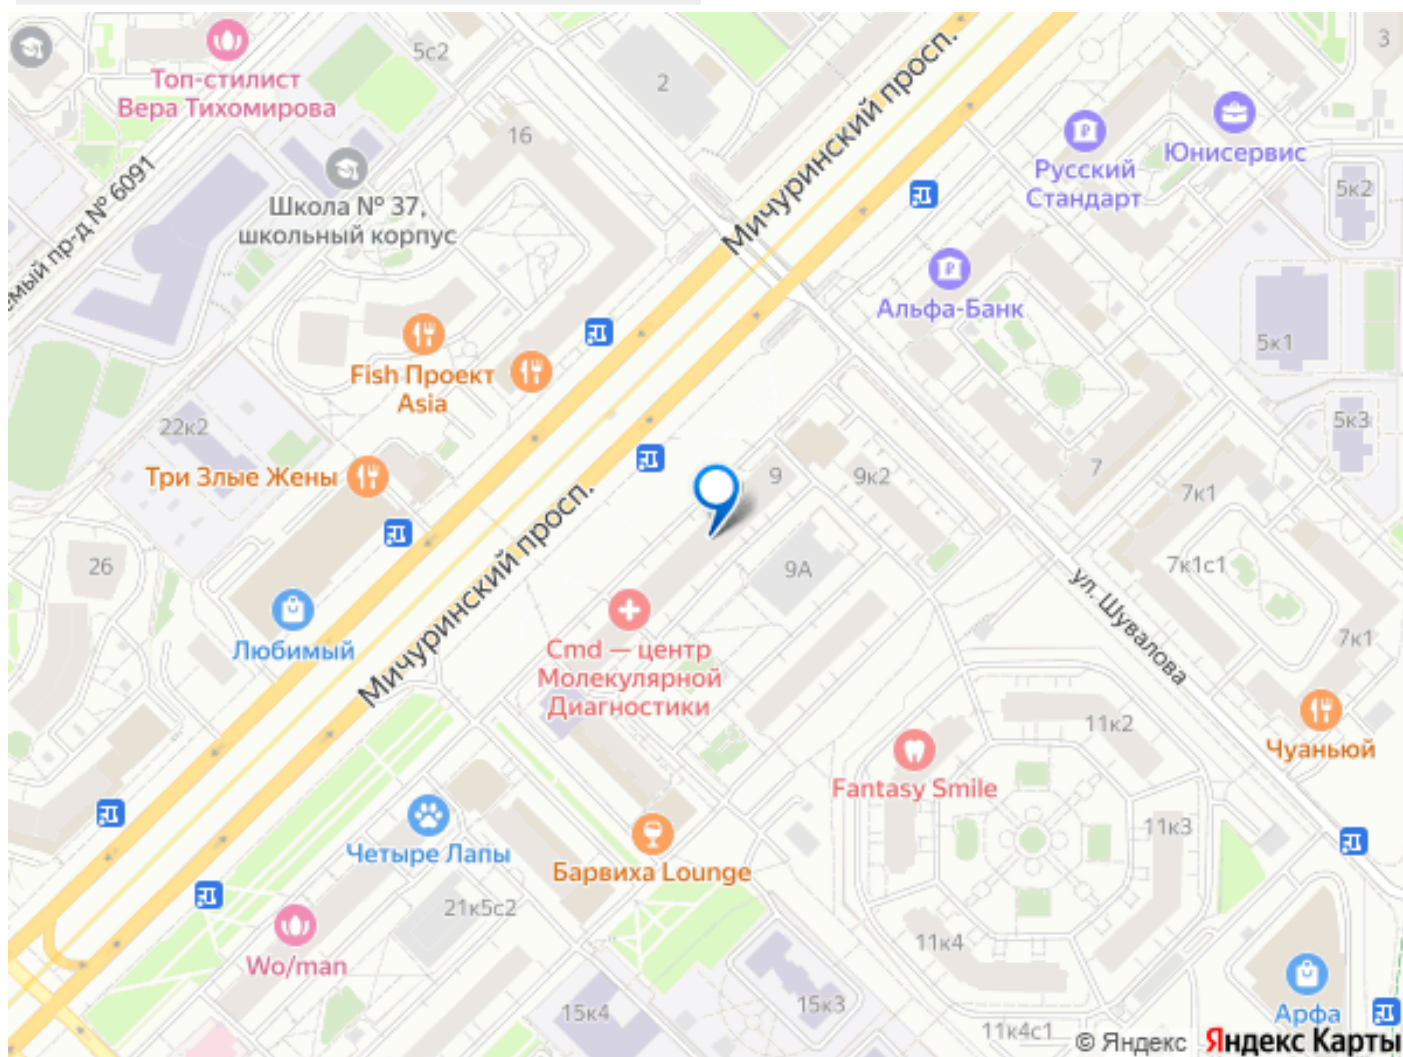 5с2
2
3
Топ-стилист
Вера Тихомирова
16
Мичуринский просп.
Юнисервис
Русский
Стандарт
5к2
Школа № 37,
школьный корпус
емый пр-д № 6091
Альфа-Банк
5к1
Fish Проект
Asia
22к2
5к3
Три Злые Жены
9
9к2
7
7к1
Мичуринский просп.
26
9А
7к1с1
ул. Шувалова
Любимый
Cmd — центр
Молекулярной
Диагностики
7к1
11к2
Чуаньюй
Fantasy Smile
11к3
Четыре Лапы
Барвиха Lounge
21к5с2
Wo/man
11к4
15к4
15к3
Арфа
11к4с1
© Яндекс Яндекс Карты